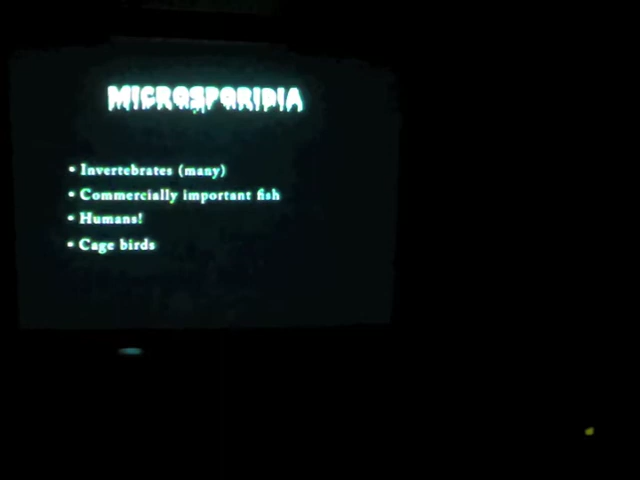 MICROSPORIDIA
• Invertebrates (many)
• Commercially important fish
• Humans!
• Cage birds